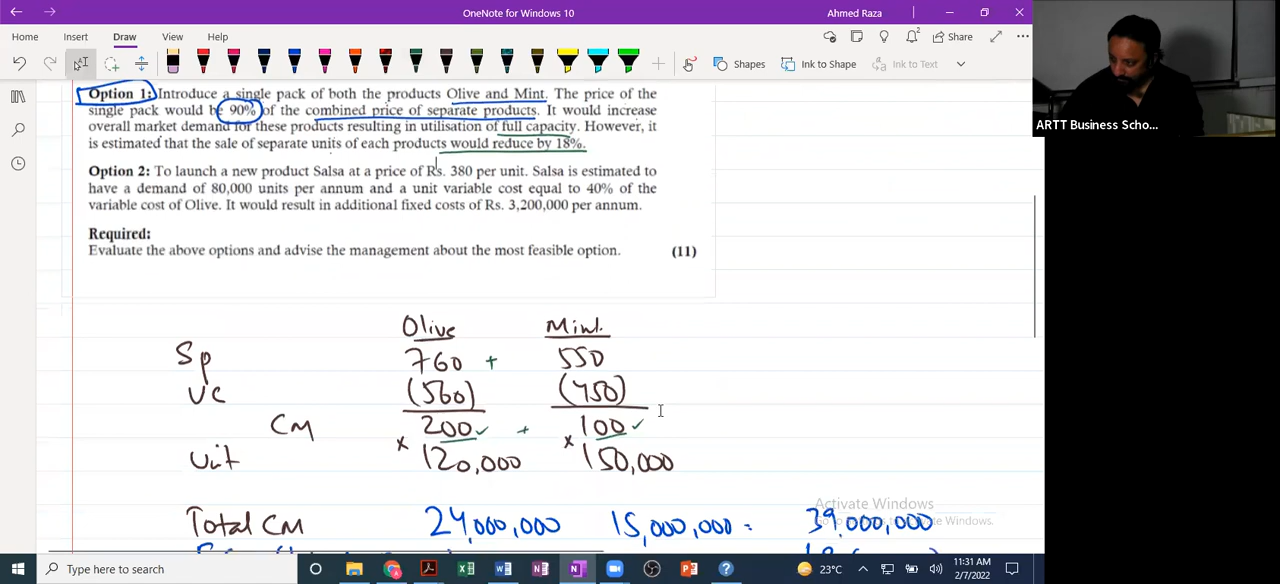 OneNote for Windows 10
Ahmed Raza
Home Insert Draw View Help
Share
Shapes Ink to Shape Ink to Text
ARTT Business Scho...
Option 1: Introduce a single pack of both the products Olive and Mint. The price of the
single pack would be 90% of the combined price of separate products. It would increase
overall market demand for these products resulting in utilisation of full capacity. However, it
is estimated that the sale of separate units of each products would reduce by 18%.
Option 2: To launch a new product Salsa at a price of Rs. 380 per unit. Salsa is estimated to
have a demand of 80,000 units per annum and a unit variable cost equal to 40% of the
variable cost of Olive. It would result in additional fixed costs of Rs. 3,200,000 per annum.
Required:
Evaluate the above options and advise the management about the most feasible option. (11)
Olive Mint.
Sp 760 + 550
VC (560) (450)
CM 200 ✓ + 100 ✓
Unit × 120,000 × 150,000
Activate Windows
Total CM 24,000,000 15,000,000 = 39,000,000
Go to Settings to activate Windows.
Type here to search
23°C
11:31 AM
2/7/2022